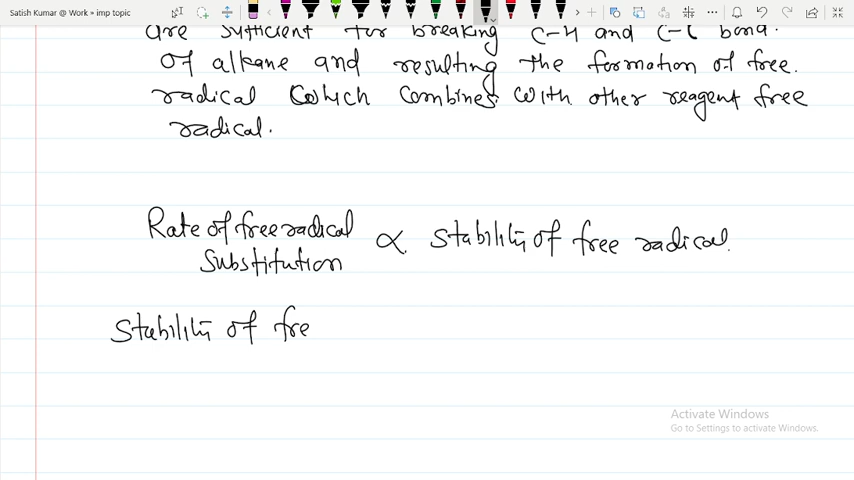 Satish Kumar @ Work » imp topic
are sufficient for breaking C-H and C-C bond.
of alkane and resulting the formation of free
radical which combines with other reagent free
radical.
Rate of free radical ∝ stability of free radical.
substitution
Stability of fre
Activate Windows
Go to Settings to activate Windows.